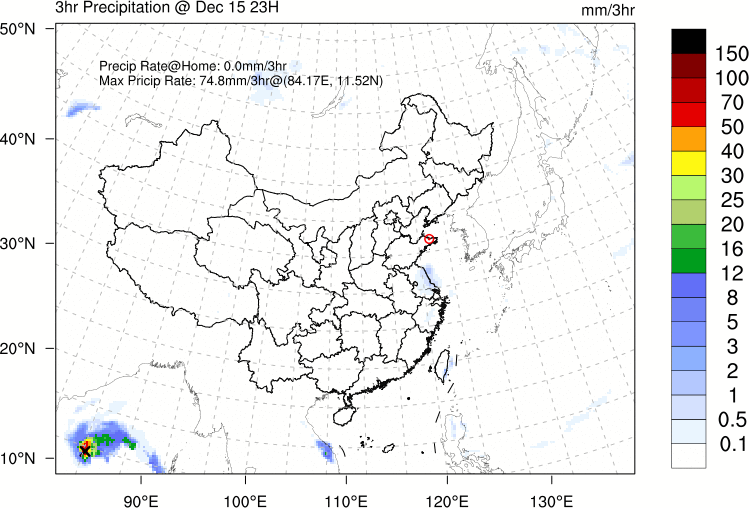 3hr Precipitation @ Dec 15 23H
mm/3hr
Precip Rate@Home: 0.0mm/3hr
Max Pricip Rate: 74.8mm/3hr@(84.17E, 11.52N)
50°N
40°N
30°N
20°N
10°N
90°E
100°E
110°E
120°E
130°E
150
100
70
50
40
30
25
20
16
12
8
5
3
2
1
0.5
0.1